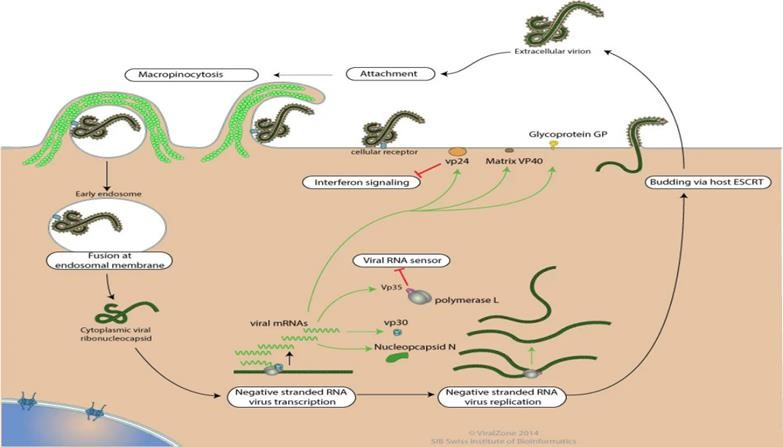 Extracellular virion
Macropinocytosis
Attachment
Glycoprotein GP
cellular receptor
vp24
Matrix VP40
Interferon signaling
Budding via host ESCRT
Early endosome
Fusion at
endosomal membrane
Viral RNA sensor
Vp35
polymerase L
Cytoplasmic viral
ribonucleocapsid
viral mRNAs
vp30
Nucleopcapsid N
Negative stranded RNA
virus transcription
Negative stranded RNA
virus replication
© ViralZone 2014
SIB Swiss Institute of Bioinformatics